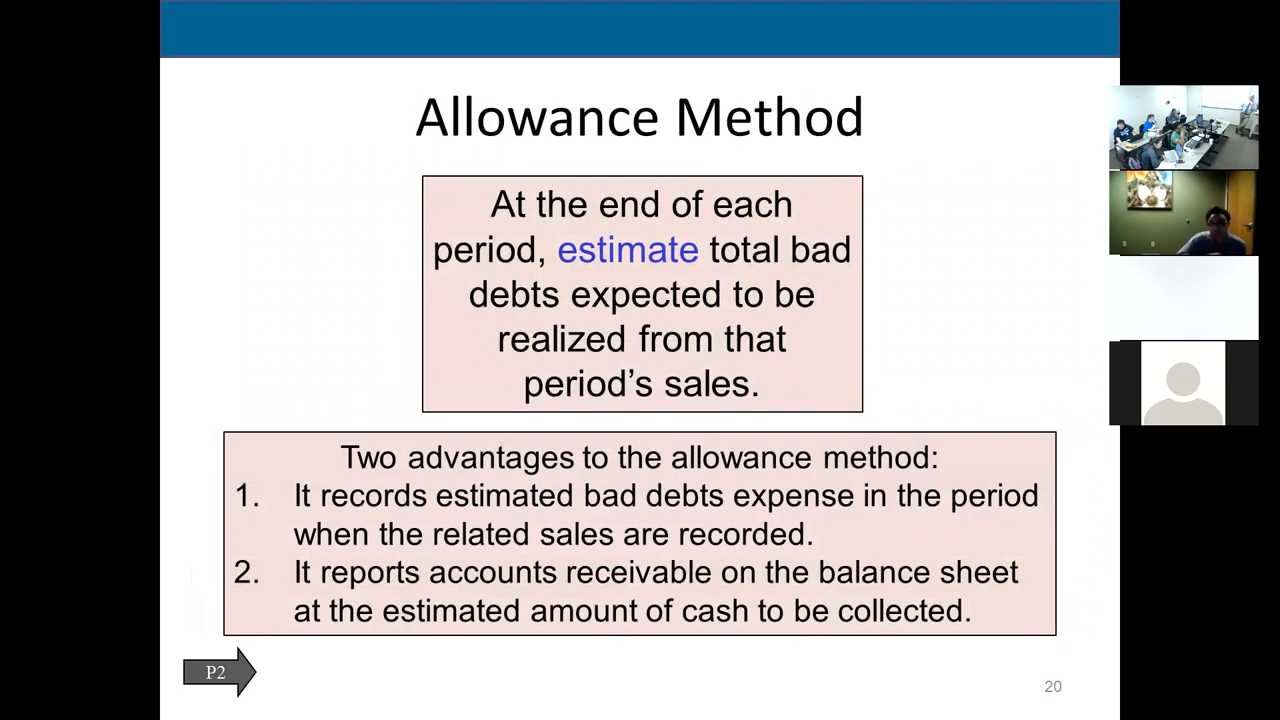 Allowance Method
At the end of each
period, estimate total bad
debts expected to be
realized from that
period’s sales.
Two advantages to the allowance method:
1. It records estimated bad debts expense in the period
when the related sales are recorded.
2. It reports accounts receivable on the balance sheet
at the estimated amount of cash to be collected.
P2
20